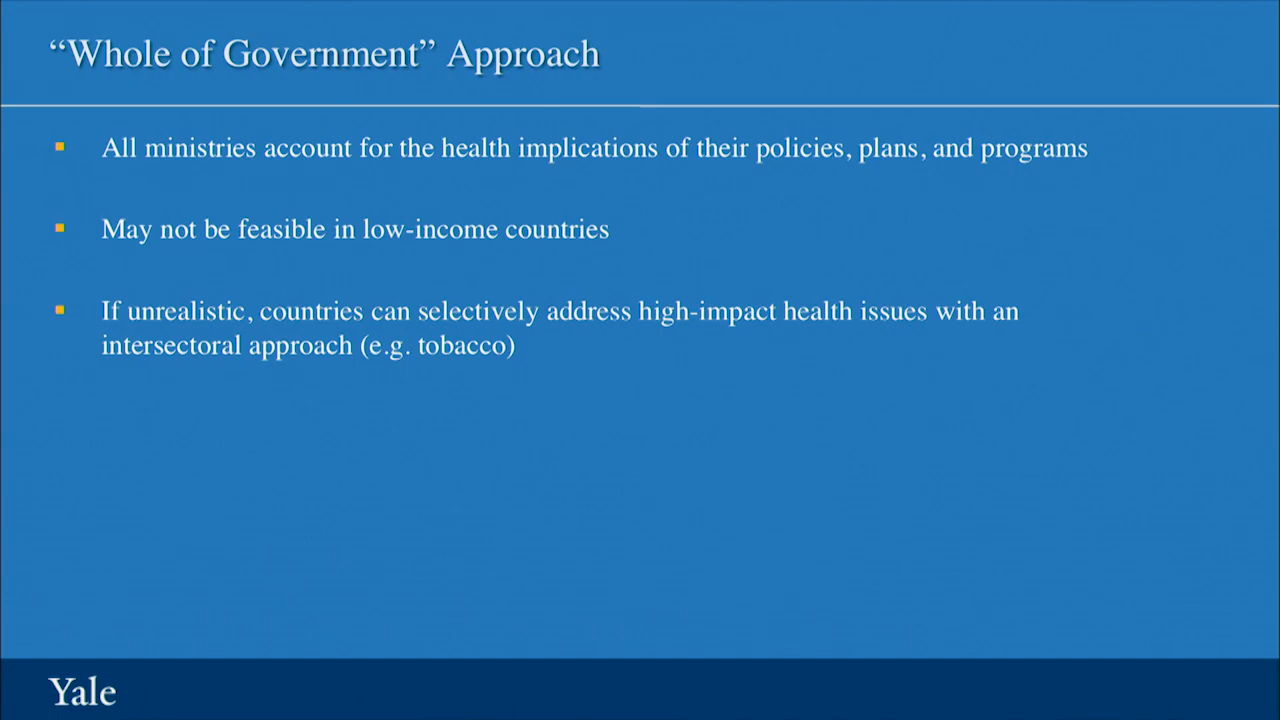 “Whole of Government” Approach
All ministries account for the health implications of their policies, plans, and programs
May not be feasible in low-income countries
If unrealistic, countries can selectively address high-impact health issues with an
intersectoral approach (e.g. tobacco)
Yale